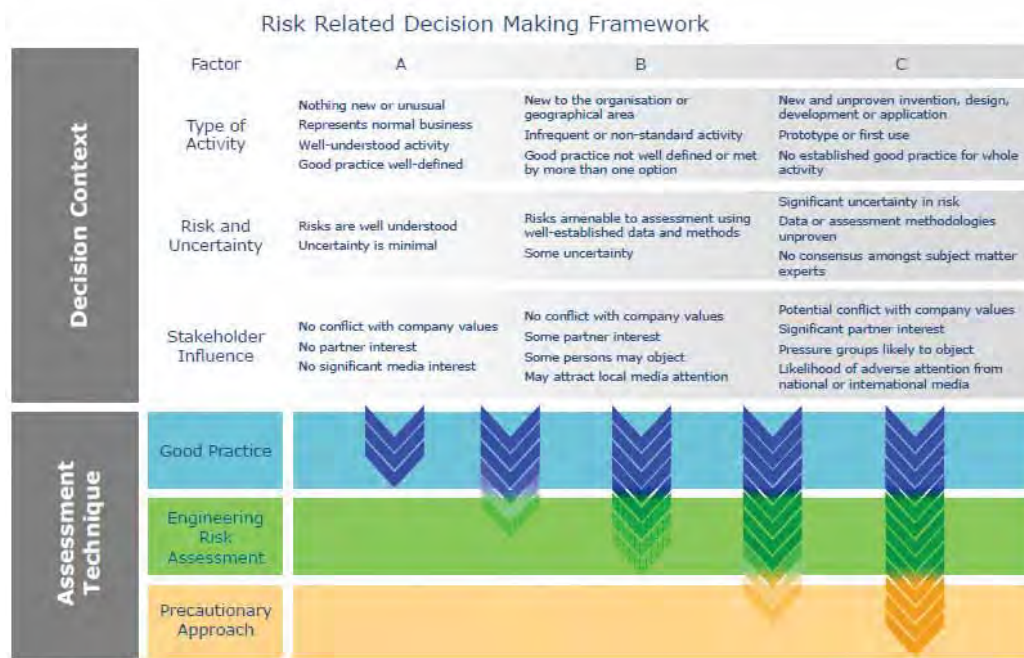 Risk Related Decision Making Framework
Factor
A
B
C
Decision Context
Type of
Activity
Nothing new or unusual
Represents normal business
Well-understood activity
Good practice well-defined
New to the organisation or
geographical area
Infrequent or non-standard activity
Good practice not well defined or met
by more than one option
New and unproven invention, design,
development or application
Prototype or first use
No established good practice for whole
activity
Risk and
Uncertainty
Risks are well understood
Uncertainty is minimal
Risks amenable to assessment using
well-established data and methods
Some uncertainty
Significant uncertainty in risk
Data or assessment methodologies
unproven
No consensus amongst subject matter
experts
Stakeholder
Influence
No conflict with company values
No partner interest
No significant media interest
No conflict with company values
Some partner interest
Some persons may object
May attract local media attention
Potential conflict with company values
Significant partner interest
Pressure groups likely to object
Likelihood of adverse attention from
national or international media
Assessment
Technique
Good Practice
Engineering
Risk
Assessment
Precautionary
Approach